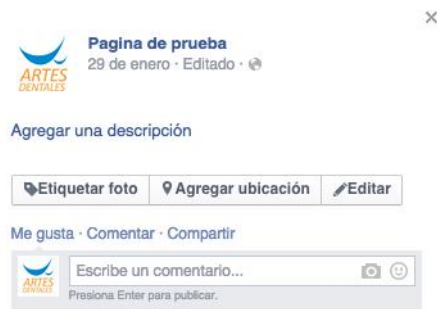 Pagina de prueba
29 de enero · Editado ·
ARTES
DENTALES
Agregar una descripción
Etiquetar foto Agregar ubicación Editar
Me gusta · Comentar · Compartir
Escribe un comentario...
ARTES
DENTALES
Presiona Enter para publicar.